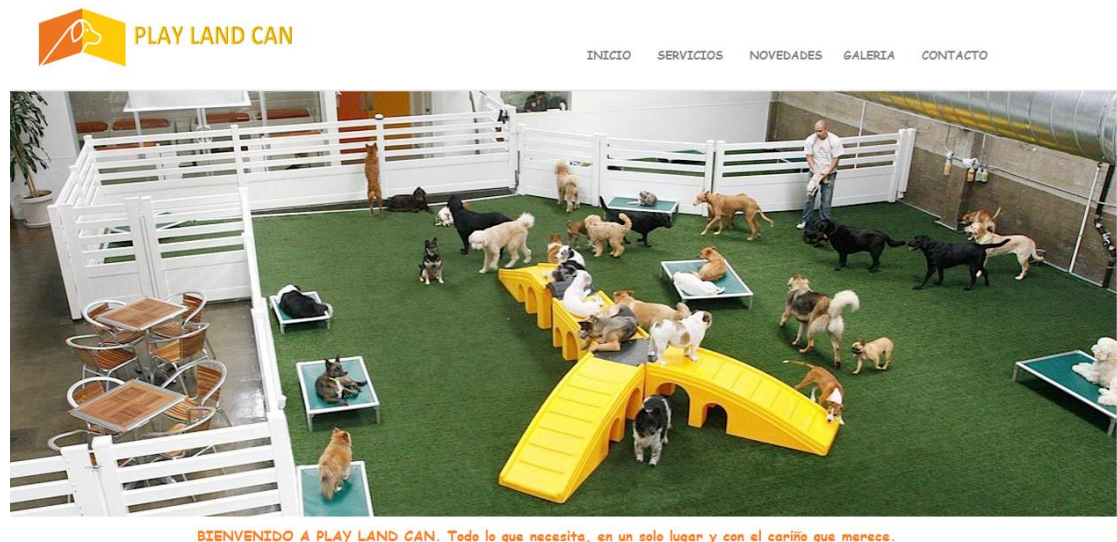 PLAY LAND CAN
INICIO SERVICIOS NOVEDADES GALERIA CONTACTO
BIENVENIDO A PLAY LAND CAN. Todo lo que necesita, en un solo lugar y con el cariño que merece.